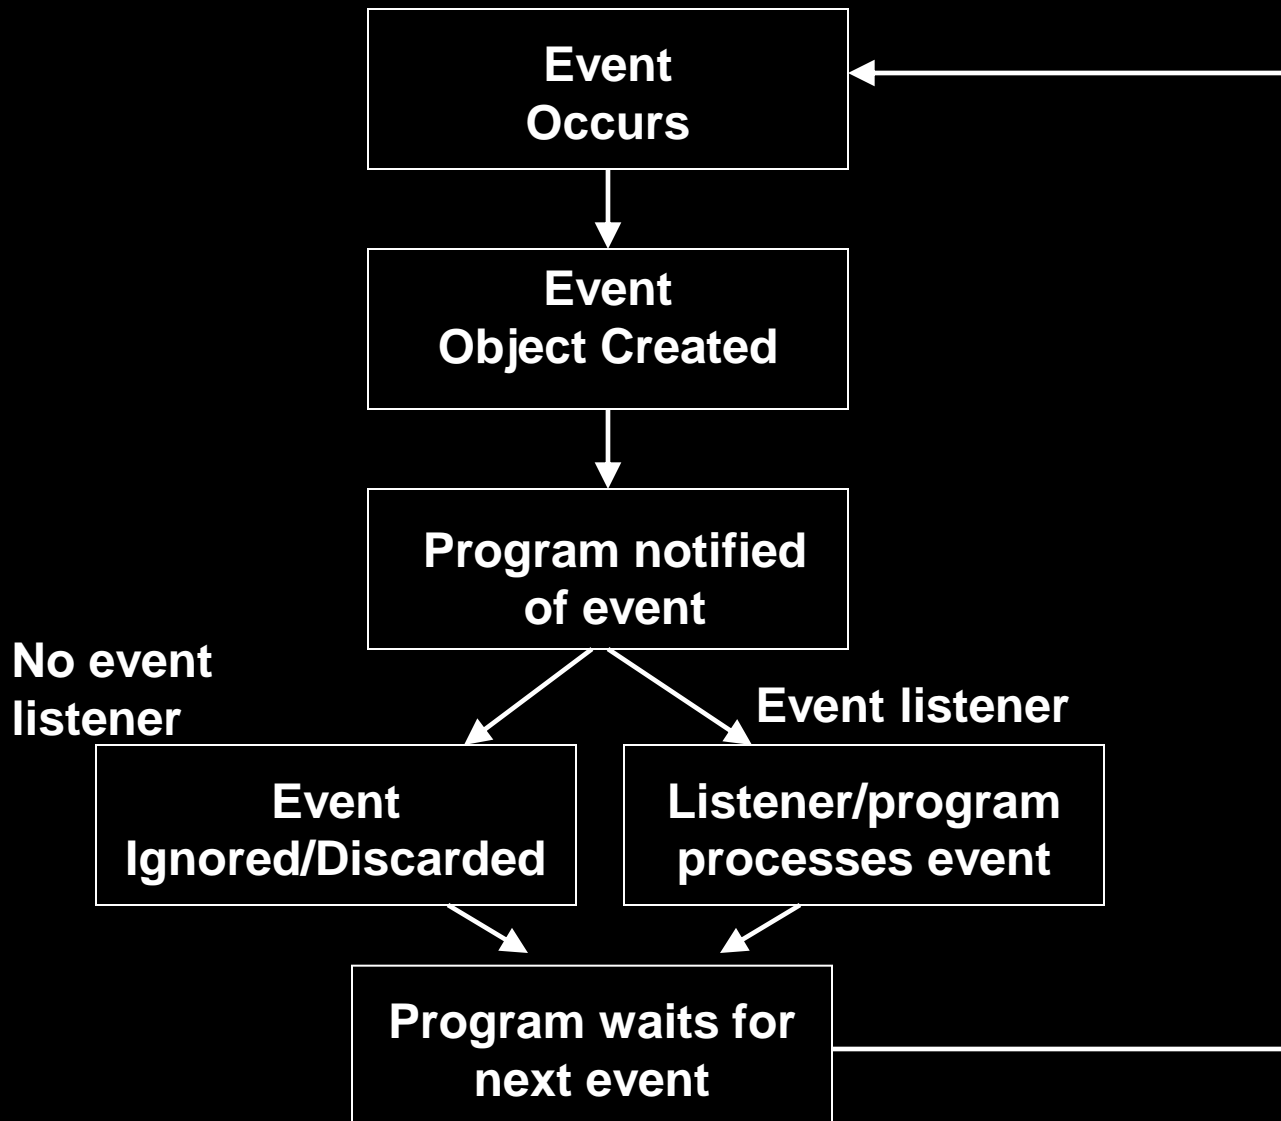 Event
Occurs
Event
Object Created
Program notified
of event
No event
listener
Event listener
Event
Ignored/Discarded
Listener/program
processes event
Program waits for
next event